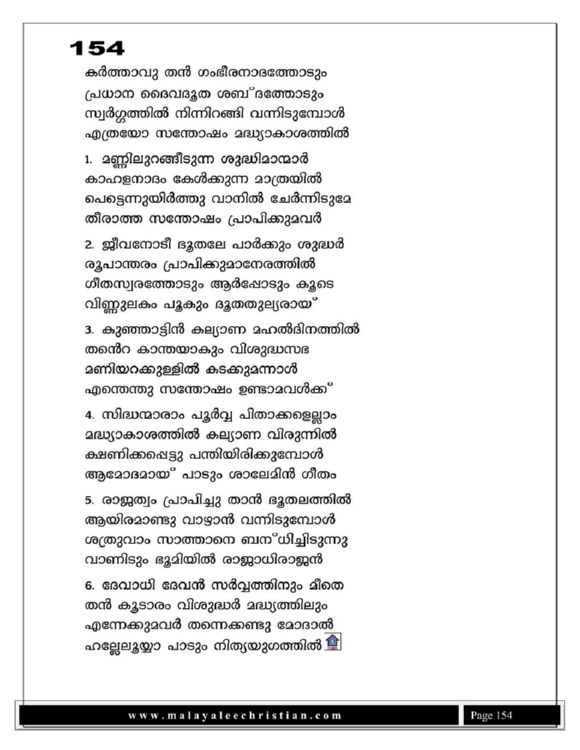 154
കർത്താവു തൻ ഗംഭീരനാദത്തോടും
പ്രധാന ദൈവദൂത ശബ്ദത്തോടും
സ്വർഗ്ഗത്തിൽ നിന്നിറങ്ങി വന്നിടുമ്പോൾ
എത്രയോ സന്തോഷം മദ്ധ്യാകാശത്തിൽ
1. മണ്ണിലുറങ്ങീടുന്ന ശുദ്ധിമാന്മാർ
കാഹളനാദം കേൾക്കുന്ന മാത്രയിൽ
പെട്ടെന്നുയിർത്തു വാനിൽ ചേർന്നിടുമേ
തീരാത്ത സന്തോഷം പ്രാപിക്കുമവർ
2. ജീവനോടീ ഭൂതലേ പാർക്കും ശുദ്ധർ
രൂപാന്തരം പ്രാപിക്കുമാനേരത്തിൽ
ഗീതസ്വരത്തോടും ആർപ്പോടും കൂടെ
വിണ്ണുലകം പൂകും ദൂതതുല്യരായ്
3. കുഞ്ഞാട്ടിൻ കല്യാണ മഹൽദിനത്തിൽ
തൻെറ കാന്തയാകും വിശുദ്ധസഭ
മണിയറക്കുള്ളിൽ കടക്കുമന്നാൾ
എന്തെന്തു സന്തോഷം ഉണ്ടാമവൾക്ക്
4. സിദ്ധന്മാരാം പൂർവ്വ പിതാക്കളെല്ലാം
മദ്ധ്യാകാശത്തിൽ കല്യാണ വിരുന്നിൽ
ക്ഷണിക്കപ്പെട്ടു പന്തിയിരിക്കുമ്പോൾ
ആമോദമായ് പാടും ശാലേമിൻ ഗീതം
5. രാജത്വം പ്രാപിച്ചു താൻ ഭൂതലത്തിൽ
ആയിരമാണ്ടു വാഴാൻ വന്നിടുമ്പോൾ
ശത്രുവാം സാത്താനെ ബന്ധിച്ചിടുന്നു
വാണിടും ഭൂമിയിൽ രാജാധിരാജൻ
6. ദേവാധി ദേവൻ സർവ്വത്തിനും മീതെ
തൻ കൂടാരം വിശുദ്ധർ മദ്ധ്യത്തിലും
എന്നേക്കുമവർ തന്നെക്കണ്ടു മോദാൽ
ഹല്ലേലൂയ്യാ പാടും നിത്യയുഗത്തിൽ
www.malayaleechristian.com
Page 154